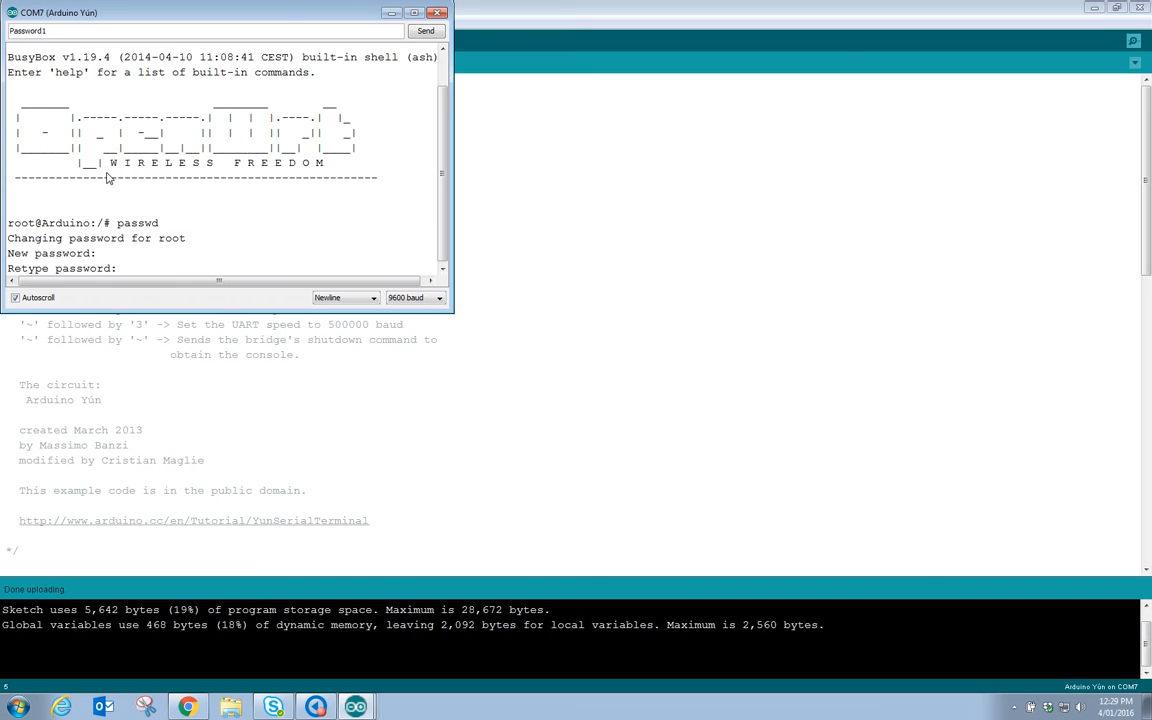 COM7 (Arduino Yún)
Password1
Send
BusyBox v1.19.4 (2014-04-10 11:08:41 CEST) built-in shell (ash)
Enter 'help' for a list of built-in commands.
W I R E L E S S   F R E E D O M
root@Arduino:/# passwd
Changing password for root
New password:
Retype password:
Autoscroll
Newline
9600 baud
'~' followed by '3' -> Set the UART speed to 500000 baud
'~' followed by '~' -> Sends the bridge's shutdown command to
obtain the console.
The circuit:
Arduino Yún
created March 2013
by Massimo Banzi
modified by Cristian Maglie
This example code is in the public domain.
http://www.arduino.cc/en/Tutorial/YunSerialTerminal
*/
Done uploading.
Sketch uses 5,642 bytes (19%) of program storage space. Maximum is 28,672 bytes.
Global variables use 468 bytes (18%) of dynamic memory, leaving 2,092 bytes for local variables. Maximum is 2,560 bytes.
5
Arduino Yún on COM7
12:29 PM
4/01/2016